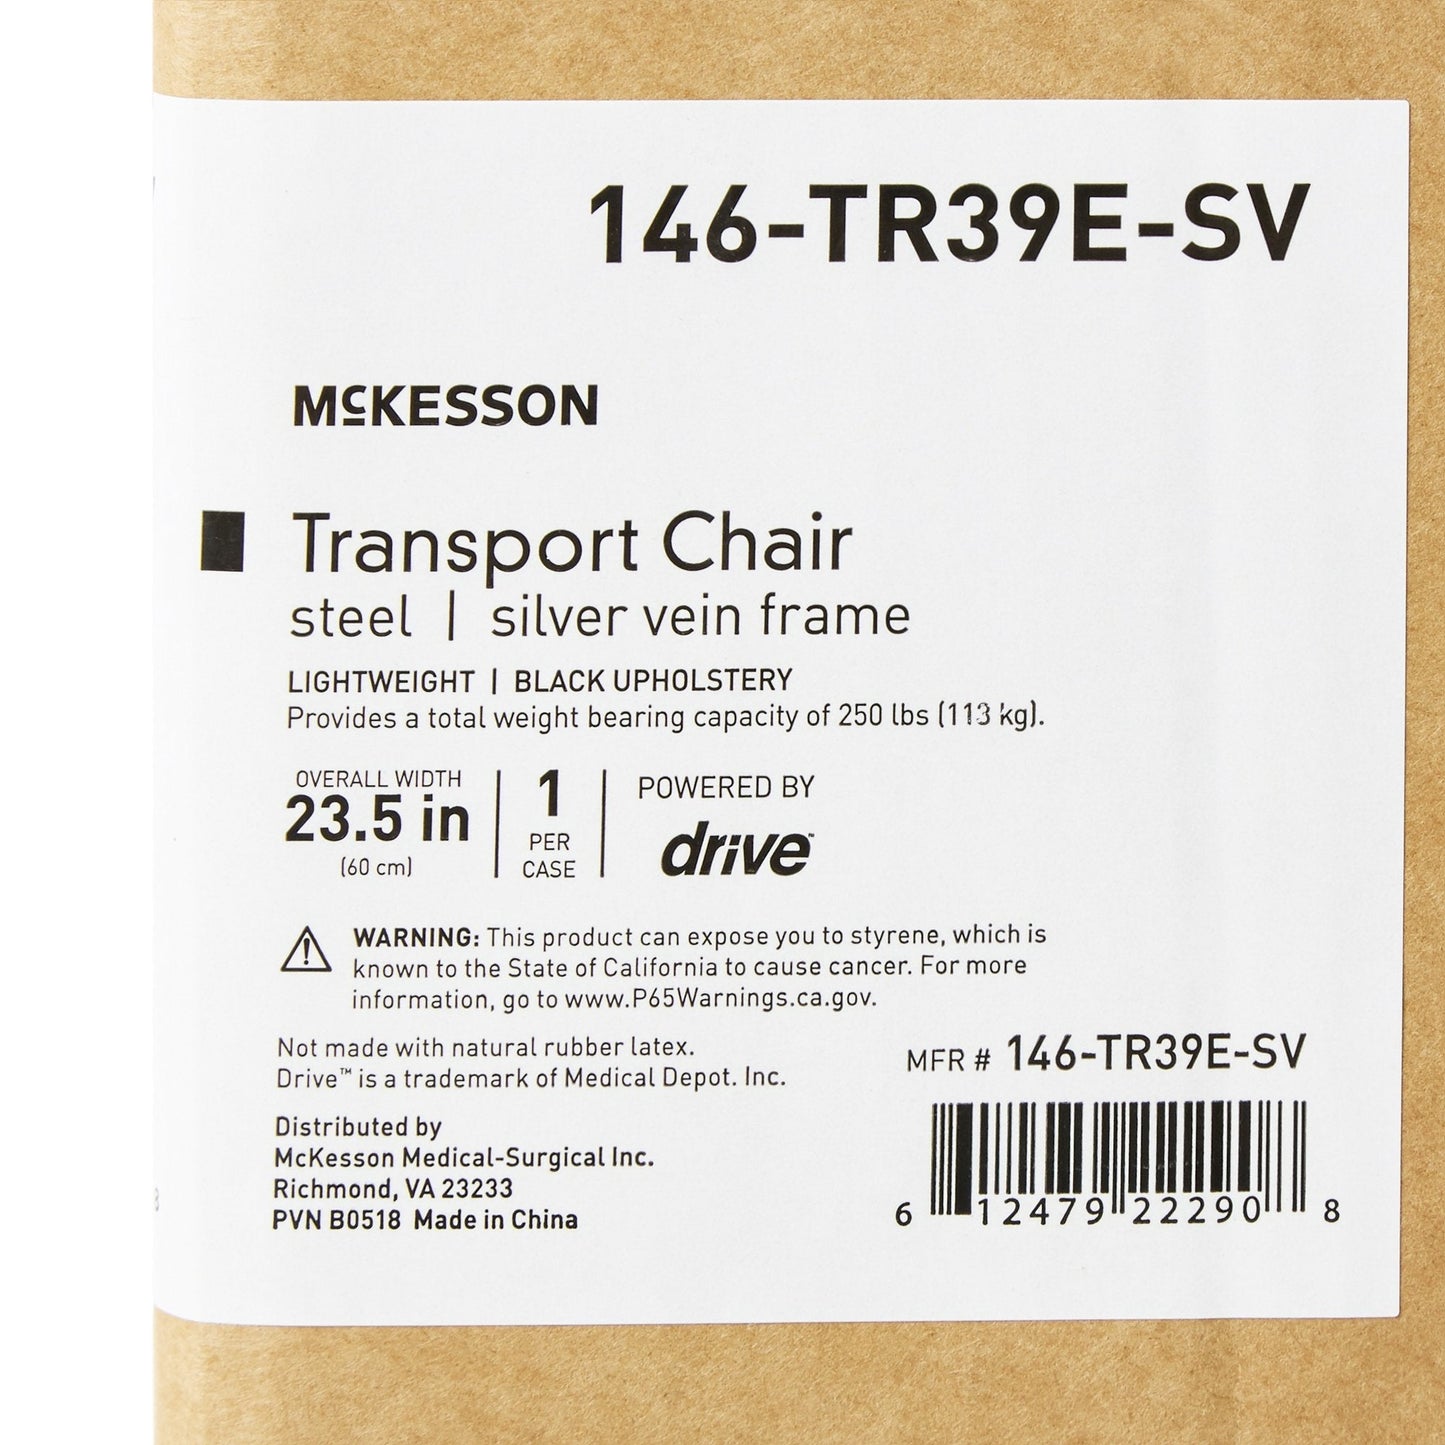 146-TR39E-SV
McKESSON
Transport Chair
steel | silver vein frame
LIGHTWEIGHT | BLACK UPHOLSTERY
Provides a total weight bearing capacity of 250 lbs (113 kg).
OVERALL WIDTH
23.5 in
(60 cm)
1
PER
CASE
POWERED BY
drive™
WARNING: This product can expose you to styrene, which is
known to the State of California to cause cancer. For more
information, go to www.P65Warnings.ca.gov.
Not made with natural rubber latex.
Drive™ is a trademark of Medical Depot. Inc.
Distributed by
McKesson Medical-Surgical Inc.
Richmond, VA 23233
PVN B0518 Made in China
MFR # 146-TR39E-SV
6 12479 22290 8